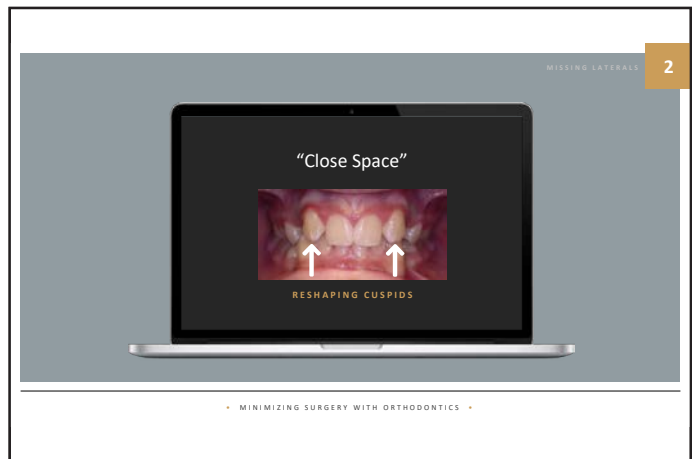 MISSING LATERALS
2
“Close Space”
RESHAPING CUSPIDS
• MINIMIZING SURGERY WITH ORTHODONTICS •